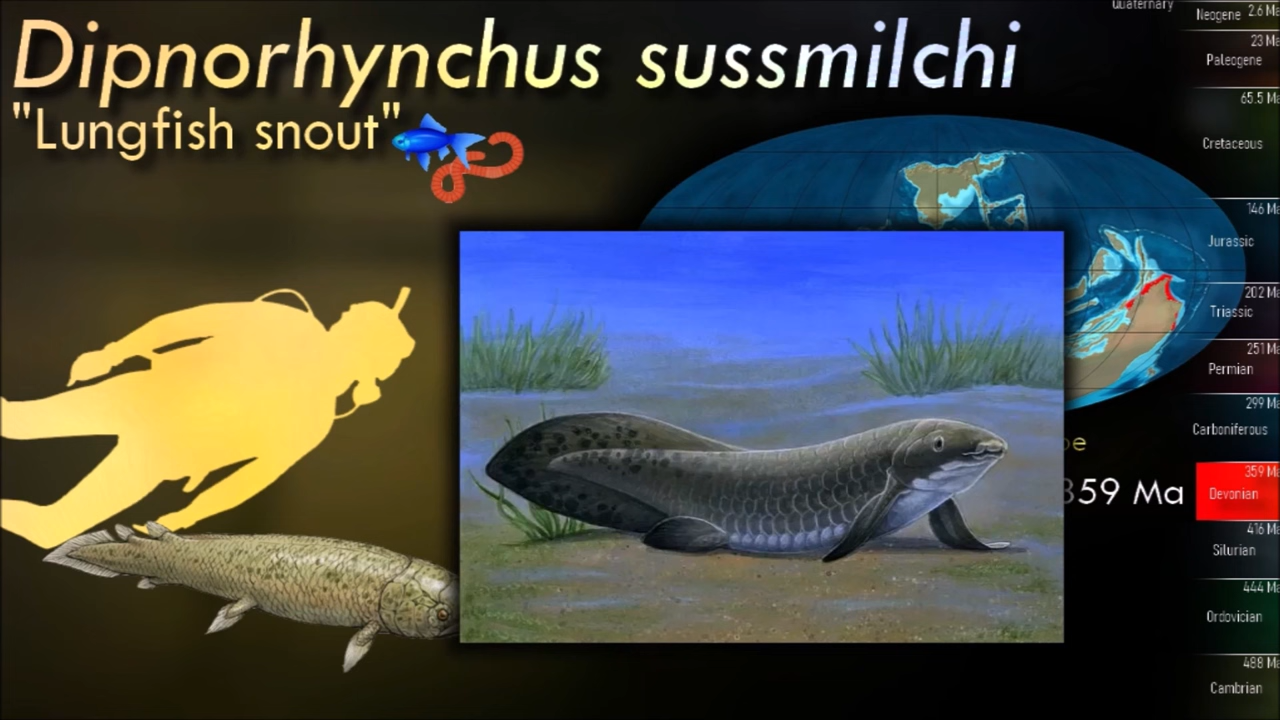 Dipnorhynchus sussmilchi
"Lungfish snout"
Quaternary
2.6 Ma
Neogene
23 Ma
Paleogene
65.5 Ma
Cretaceous
146 Ma
Jurassic
202 Ma
Triassic
251 Ma
Permian
299 Ma
Carboniferous
359 Ma
Devonian
416 Ma
Silurian
444 Ma
Ordovician
488 Ma
Cambrian
359 Ma